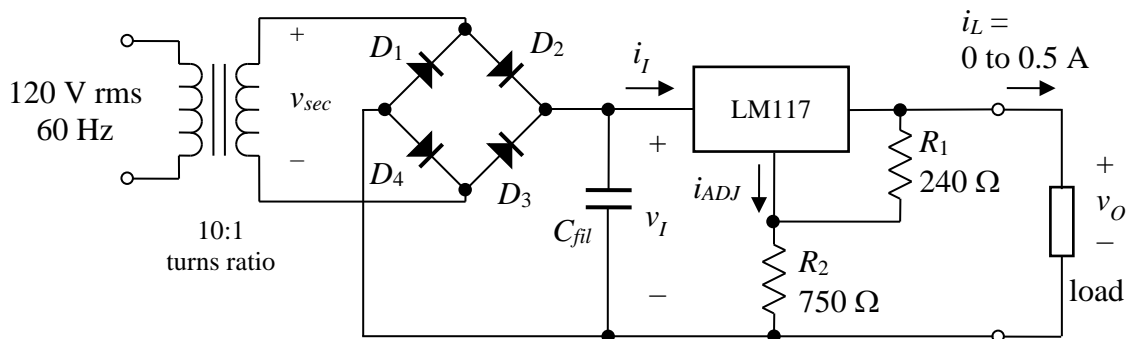 120 V rms
60 Hz
10:1
turns ratio
+
v_sec
–
D_1
D_2
D_4
D_3
C_fil
i_I
+
v_I
–
LM117
i_ADJ
R_1
240 Ω
R_2
750 Ω
i_L =
0 to 0.5 A
+
v_O
–
load